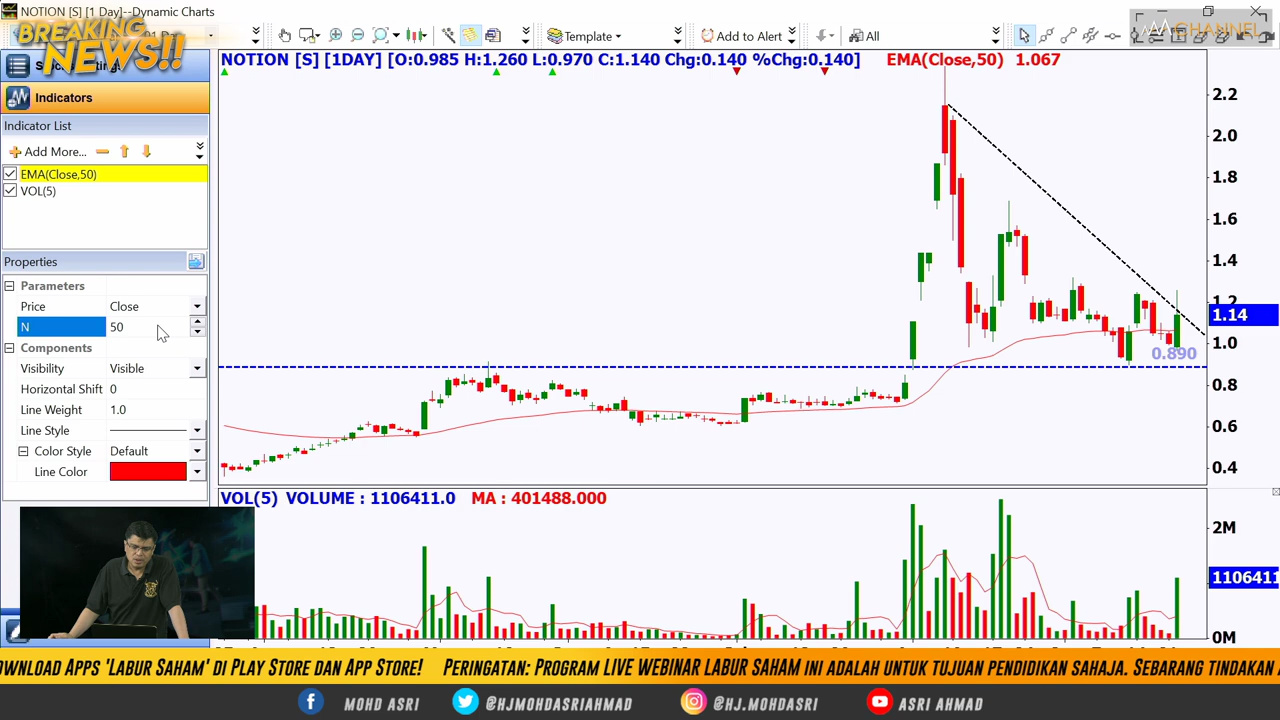 NOTION [S] [1 Day]--Dynamic Charts
BREAKING
NEWS!!
Template
Add to Alert
All
CHANNEL
Indicators
Indicator List
Add More...
EMA(Close,50)
VOL(5)
Properties
Parameters
Price Close
N 50
Components
Visibility Visible
Horizontal Shift 0
Line Weight 1.0
Line Style
Color Style Default
Line Color
NOTION [S] [1DAY] [O:0.985 H:1.260 L:0.970 C:1.140 Chg:0.140 %Chg:0.140] EMA(Close,50) 1.067
2.2
2.0
1.8
1.6
1.4
1.2
1.14
1.0
0.890
0.8
0.6
0.4
VOL(5) VOLUME : 1106411.0 MA : 401488.000
2M
1106411
0M
OWNLOAD APPS 'LABUR SAHAM' DI PLAY STORE DAN APP STORE! PERINGATAN: PROGRAM LIVE WEBINAR LABUR SAHAM INI ADALAH UNTUK TUJUAN PENDIDIKAN SAHAJA. SEBARANG TINDAKAN
MOHD ASRI @HJMOHDASRIAHMAD @HJ.MOHDASRI ASRI AHMAD